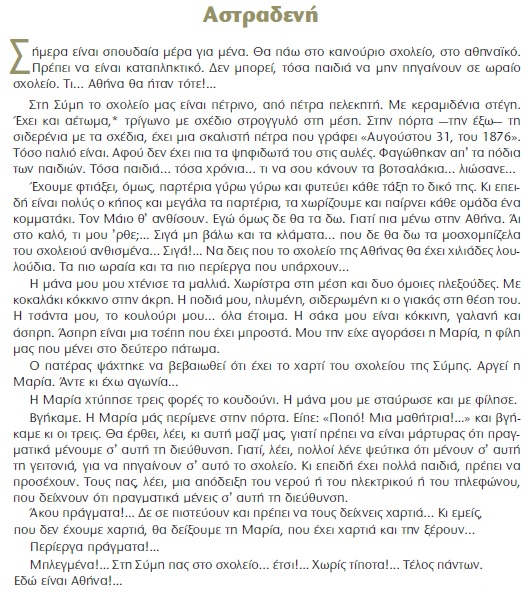 Αστραδενή
Σήμερα είναι σπουδαία μέρα για μένα. Θα πάω στο καινούριο σχολείο, στο αθηναϊκό.
Πρέπει να είναι καταπληκτικό. Δεν μπορεί, τόσα παιδιά να μην πηγαίνουν σε ωραίο
σχολείο. Τι... Αθήνα θα ήταν τότε!...
Στη Σύμη το σχολείο μας είναι πέτρινο, από πέτρα πελεκητή. Με κεραμιδένια στέγη.
Έχει και αέτωμα,* τρίγωνο με σχέδιο στρογγυλό στη μέση. Στην πόρτα —την έξω— τη
σιδερένια με τα σχέδια, έχει μια σκαλιστή πέτρα που γράφει «Αυγούστου 31, του 1876».
Τόσο παλιό είναι. Αφού δεν έχει πια τα ψηφιδωτά του στις αυλές. Φαγώθηκαν απ' τα πόδια
των παιδιών. Τόσα παιδιά... τόσα χρόνια... τι να σου κάνουν τα βοτσαλάκια... λιώσανε...
Έχουμε φτιάξει, όμως, παρτέρια γύρω γύρω και φυτεύει κάθε τάξη το δικό της. Κι επει-
δή είναι πολύς ο κήπος και μεγάλα τα παρτέρια, τα χωρίζουμε και παίρνει κάθε ομάδα ένα
κομματάκι. Τον Μάιο θ' ανθίσουν. Εγώ όμως δε θα τα δω. Γιατί πια μένω στην Αθήνα. Άι
στο καλό, τι μου 'ρθε;... Σιγά μη βάλω και τα κλάματα... που δε θα δω τα μοσχομπίζελα
του σχολειού ανθισμένα... Σιγά!... Να δεις που το σχολείο της Αθήνας θα έχει χιλιάδες λου-
λούδια. Τα πιο ωραία και τα πιο περίεργα που υπάρχουν...
Η μάνα μου μού χτένισε τα μαλλιά. Χωρίστρα στη μέση και δυο όμοιες πλεξούδες. Με
κοκαλάκι κόκκινο στην άκρη. Η ποδιά μου, πλυμένη, σιδερωμένη κι ο γιακάς στη θέση του.
Η τσάντα μου, το κουλούρι μου... όλα έτοιμα. Η σάκα μου είναι κόκκινη, γαλανή και
άσπρη. Άσπρη είναι μια τσέπη που έχει μπροστά. Μου την είχε αγοράσει η Μαρία, η φίλη
μας που μένει στο δεύτερο πάτωμα.
Ο πατέρας ψάχτηκε να βεβαιωθεί ότι έχει το χαρτί του σχολείου της Σύμης. Αργεί η
Μαρία. Άντε κι έχω αγωνία...
Η Μαρία χτύπησε τρεις φορές το κουδούνι. Η μάνα μου με σταύρωσε και με φίλησε.
Βγήκαμε. Η Μαρία μάς περίμενε στην πόρτα. Είπε: «Ποπό! Μια μαθήτρια!...» και βγή-
καμε κι οι τρεις. Θα έρθει, λέει, κι αυτή μαζί μας, γιατί πρέπει να είναι μάρτυρας ότι πραγ-
ματικά μένουμε σ' αυτή τη διεύθυνση. Γιατί, λέει, πολλοί λένε ψεύτικα ότι μένουν σ' αυτή
τη γειτονιά, για να πηγαίνουν σ' αυτό το σχολείο. Κι επειδή έχει πολλά παιδιά, πρέπει να
προσέχουν. Τους πας, λέει, μια απόδειξη του νερού ή του ηλεκτρικού ή του τηλεφώνου,
που δείχνουν ότι πραγματικά μένεις σ' αυτή τη διεύθυνση.
Άκου πράγματα!... Δε σε πιστεύουν και πρέπει να τους δείχνεις χαρτιά... Κι εμείς,
που δεν έχουμε χαρτιά, θα δείξουμε τη Μαρία, που έχει χαρτιά και την ξέρουν...
Περίεργα πράματα!...
Μπλεγμένα!... Στη Σύμη πας στο σχολείο... έτσι!... Χωρίς τίποτα!... Τέλος πάντων.
Εδώ είναι Αθήνα!...